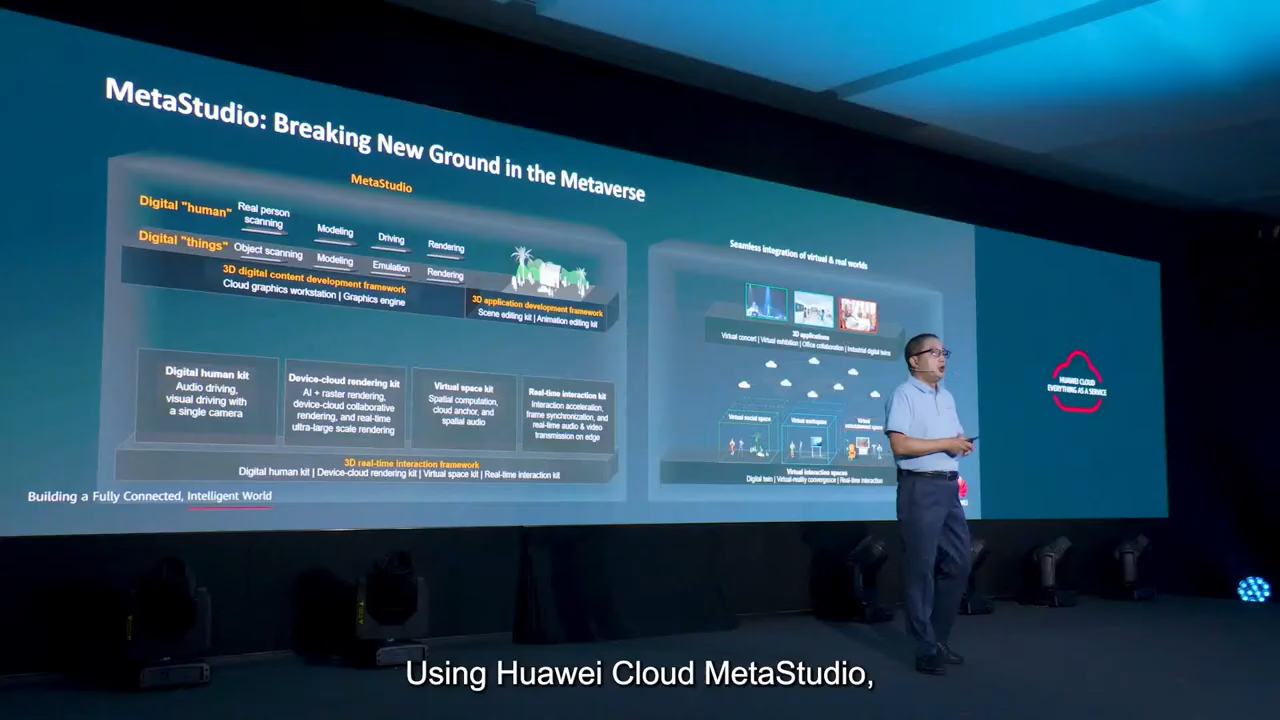 MetaStudio: Breaking New Ground in the Metaverse
MetaStudio
Digital "human"
Real person
scanning
Modeling
Driving
Rendering
Digital "things"
Object scanning
Modeling
Emulation
Rendering
3D digital content development framework
Cloud graphics workstation | Graphics engine
3D application development framework
Scene editing kit | Animation editing kit
Digital human kit
Audio driving,
visual driving with
a single camera
Device-cloud rendering kit
AI + raster rendering,
device-cloud collaborative
rendering, and real-time
ultra-large scale rendering
Virtual space kit
Spatial computation,
cloud anchor, and
spatial audio
Real-time interaction kit
Interaction acceleration,
frame synchronization, and
real-time audio & video
transmission on edge
3D real-time interaction framework
Digital human kit | Device-cloud rendering kit | Virtual space kit | Real-time interaction kit
Building a Fully Connected, Intelligent World
Seamless integration of virtual & real worlds
3D applications
Virtual concert | Virtual exhibition | Office collaboration | Industrial digital twins
Virtual social space
Virtual workspace
Virtual
entertainment space
Virtual interaction spaces
Digital twin | Virtual-reality convergence | Real-time interaction
HUAWEI CLOUD
EVERYTHING AS A SERVICE
Using Huawei Cloud MetaStudio,